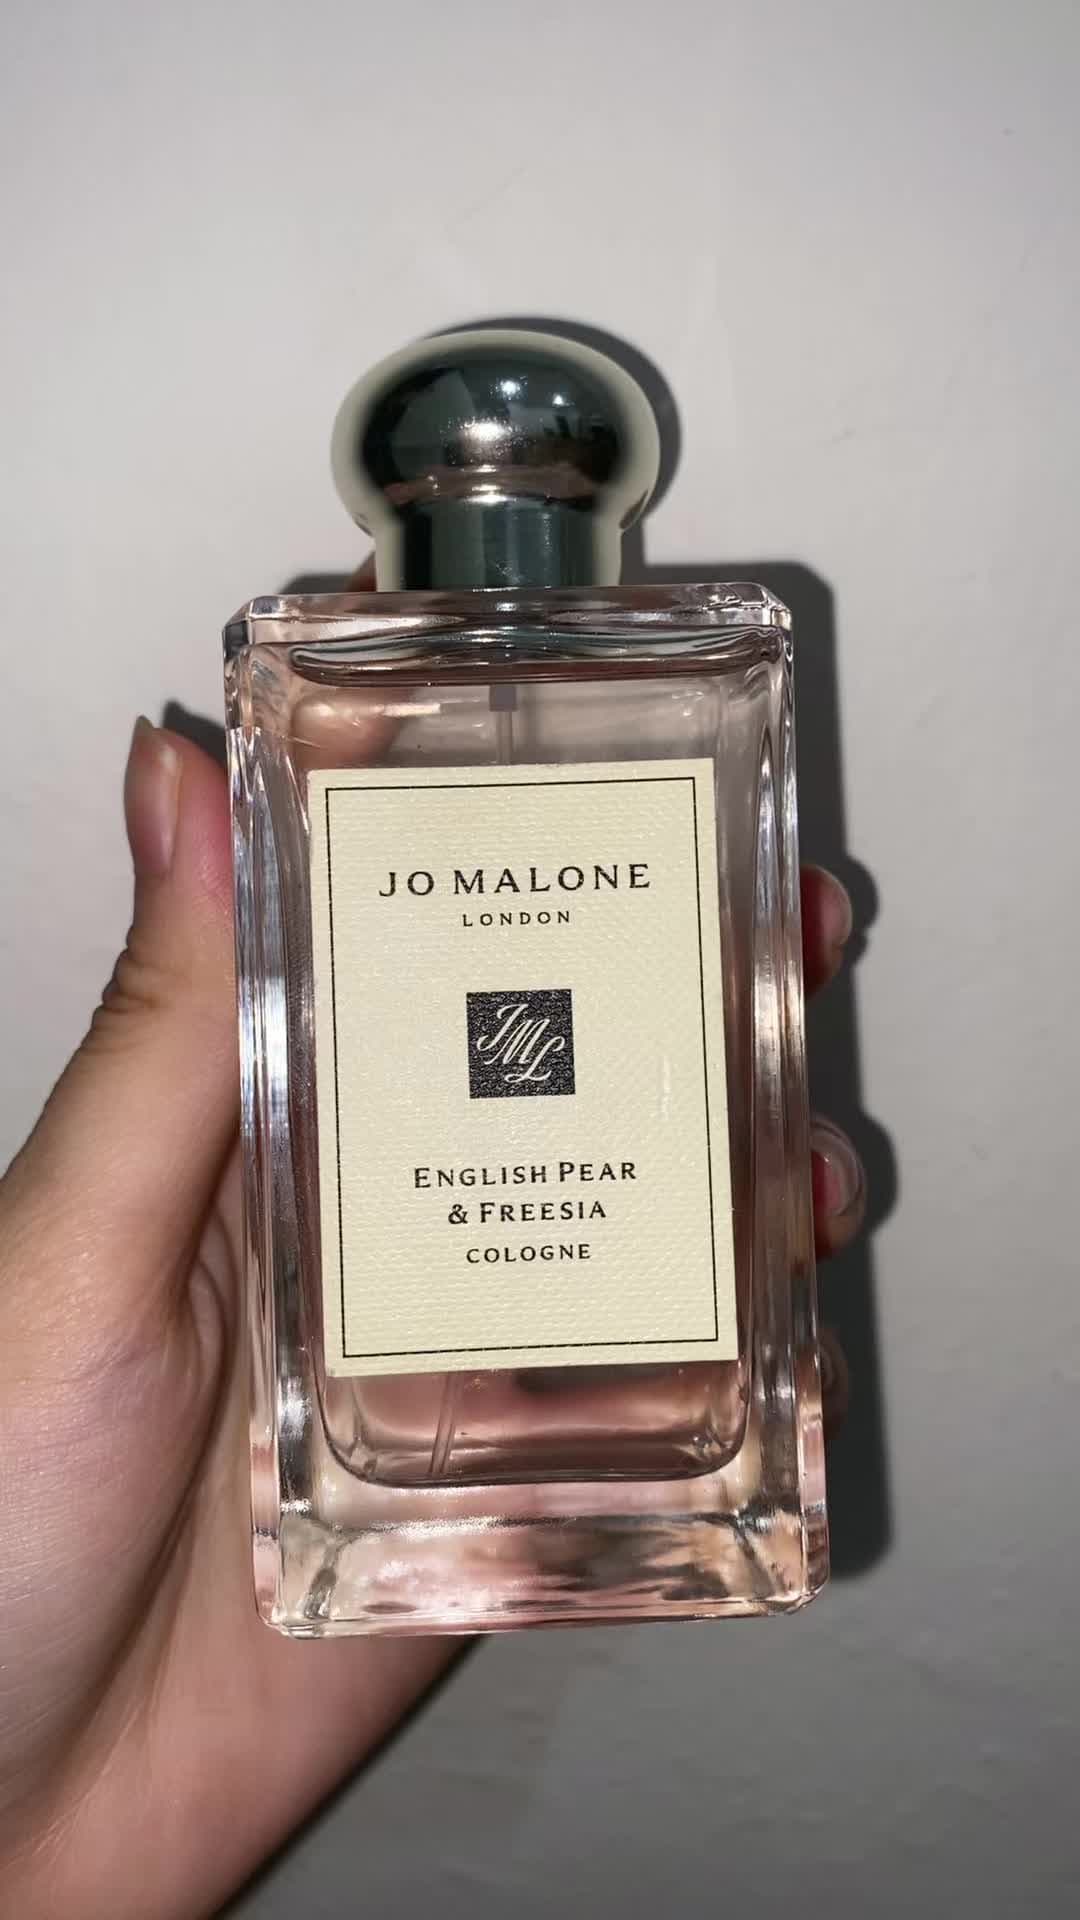 JO MALONE
LONDON
JML
ENGLISH PEAR
& FREESIA
COLOGNE